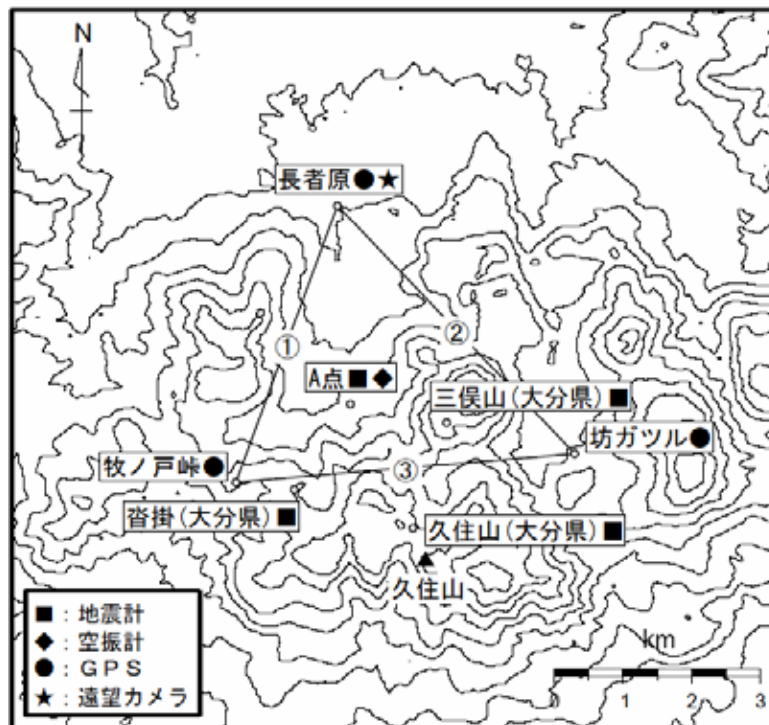 N
長者原●★
①
②
A点■◆
三俣山(大分県)■
坊ガツル●
牧ノ戸峠●
③
沓掛(大分県)■
久住山(大分県)■
久住山
■:地震計
◆:空振計
●:GPS
★:遠望カメラ
km
0 1 2 3